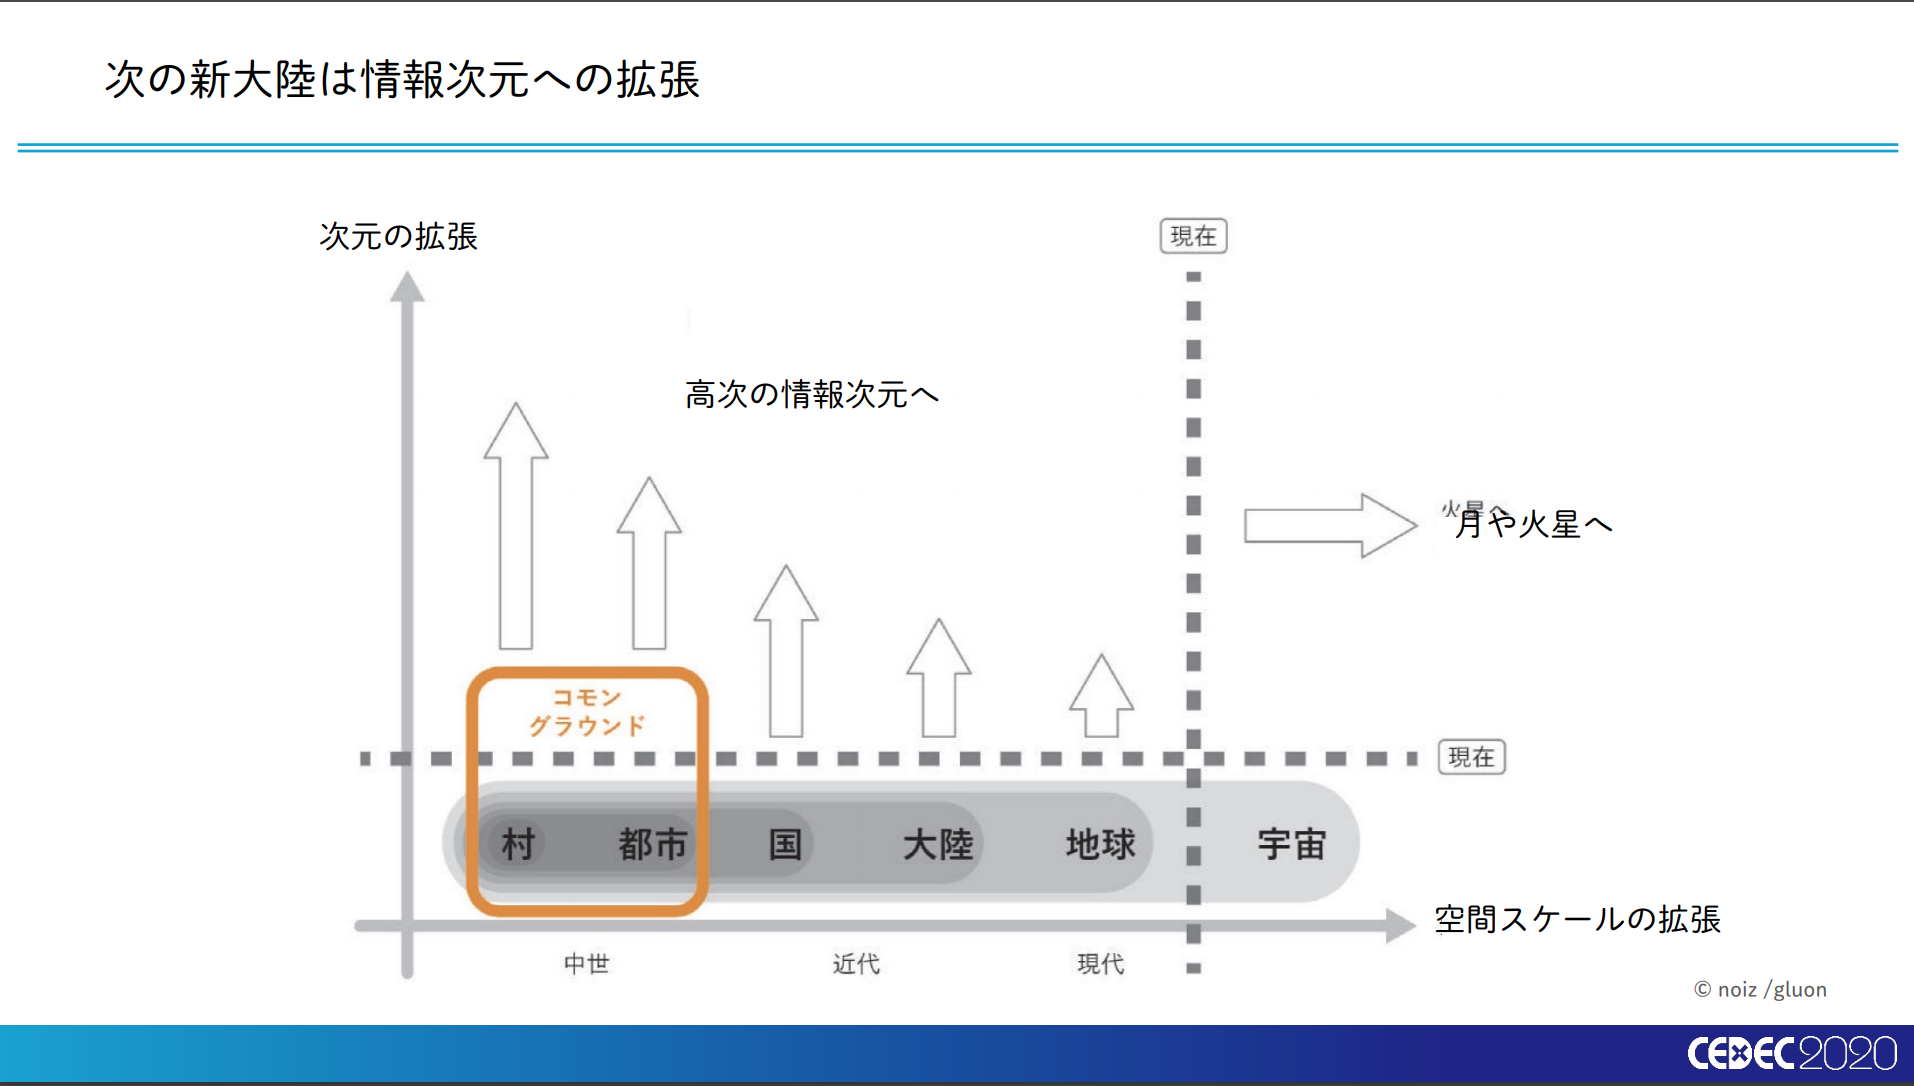 次の新大陸は情報次元への拡張
次元の拡張
現在
高次の情報次元へ
火星へ
月や火星へ
コモン
グラウンド
現在
村 都市 国 大陸 地球 宇宙
空間スケールの拡張
中世 近代 現代
© noiz /gluon
CEDEC2020